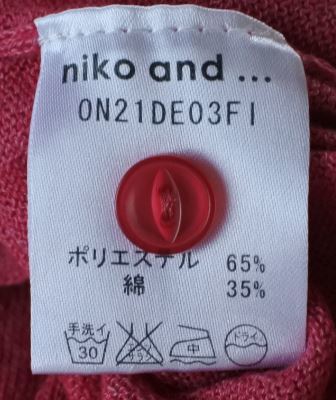 niko and ...
0N21DE03FI
ポリエステル 65%
綿 35%
手洗イ 30 中 ドライ